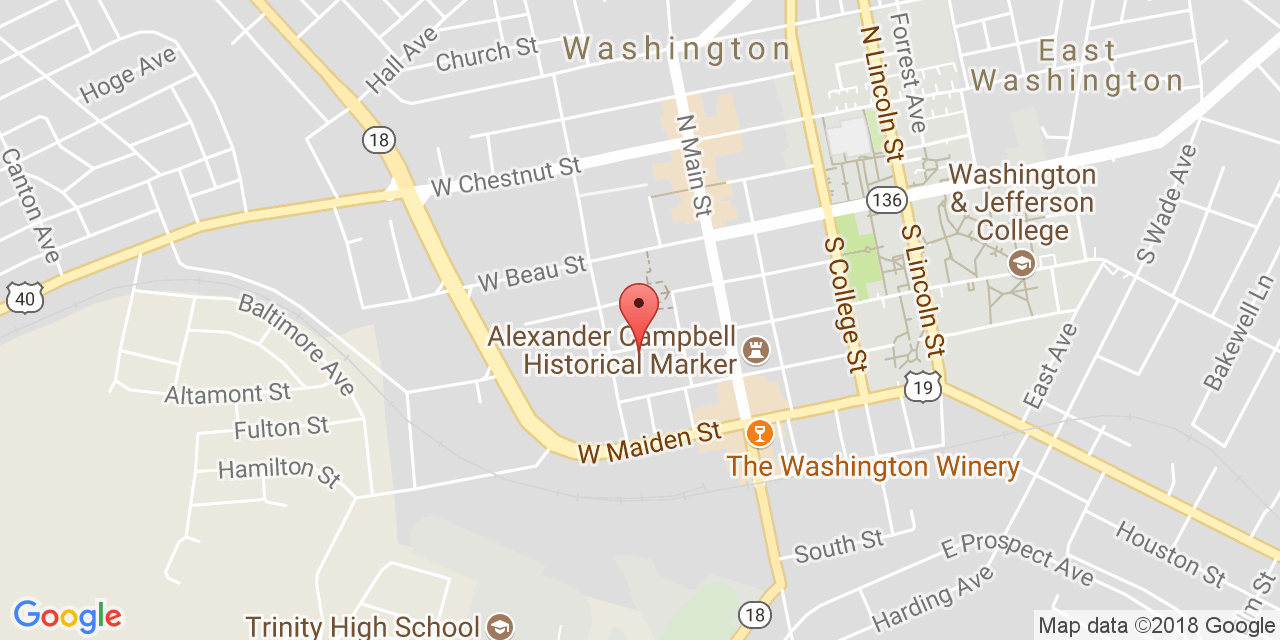 Hoge Ave
Hall Ave
Church St
Washington
N Lincoln St
Forrest Ave
East
Washington
18
Canton Ave
W Chestnut St
N Main St
136
Washington
& Jefferson
College
S Wade Ave
W Beau St
S College St
S Lincoln St
40
Baltimore Ave
Alexander Campbell
Historical Marker
Bakewell Ln
East Ave
19
Altamont St
Fulton St
Hamilton St
W Maiden St
The Washington Winery
South St
E Prospect Ave
Houston St
Harding Ave
lm St
18
Trinity High School
Google
Map data ©2018 Google